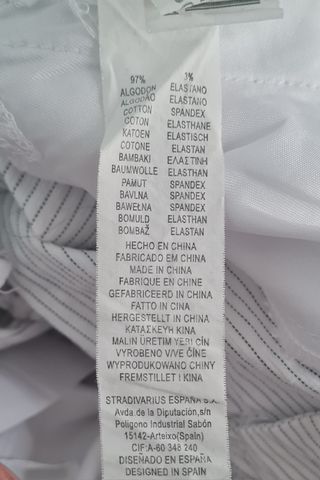 97% 3%
ALGODON ELASTANO
ALGODÃO ELASTANO
COTTON SPANDEX
COTON ELASTHANE
KATOEN ELASTISCH
COTONE ELASTAN
BAMBAKI ΕΛΑΣΤΙΝΗ
BAUMWOLLE ELASTHAN
PAMUT SPANDEX
BAVLNA SPANDEX
BAWEŁNA SPANDEX
BOMULD ELASTHAN
BOMBAŽ ELASTAN
HECHO EN CHINA
FABRICADO EM CHINA
MADE IN CHINA
FABRIQUE EN CHINE
GEFABRICEERD IN CHINA
FATTO IN CINA
HERGESTELLT IN CHINA
ΚΑΤΑΣΚΕΥΗ ΚΙΝΑ
MALIN URETIM YERI ÇIN
VYROBENO V/VE ČÍNE
WYPRODUKOWANO CHINY
FREMSTILLET I KINA
STRADIVARIUS ESPAÑA S.A.
Avda de la Diputación,s/n
Poligono Industrial Sabón
15142-Arteixo(Spain)
CIF:A-60 348 240
DISEÑADO EN ESPAÑA
DESIGNED IN SPAIN